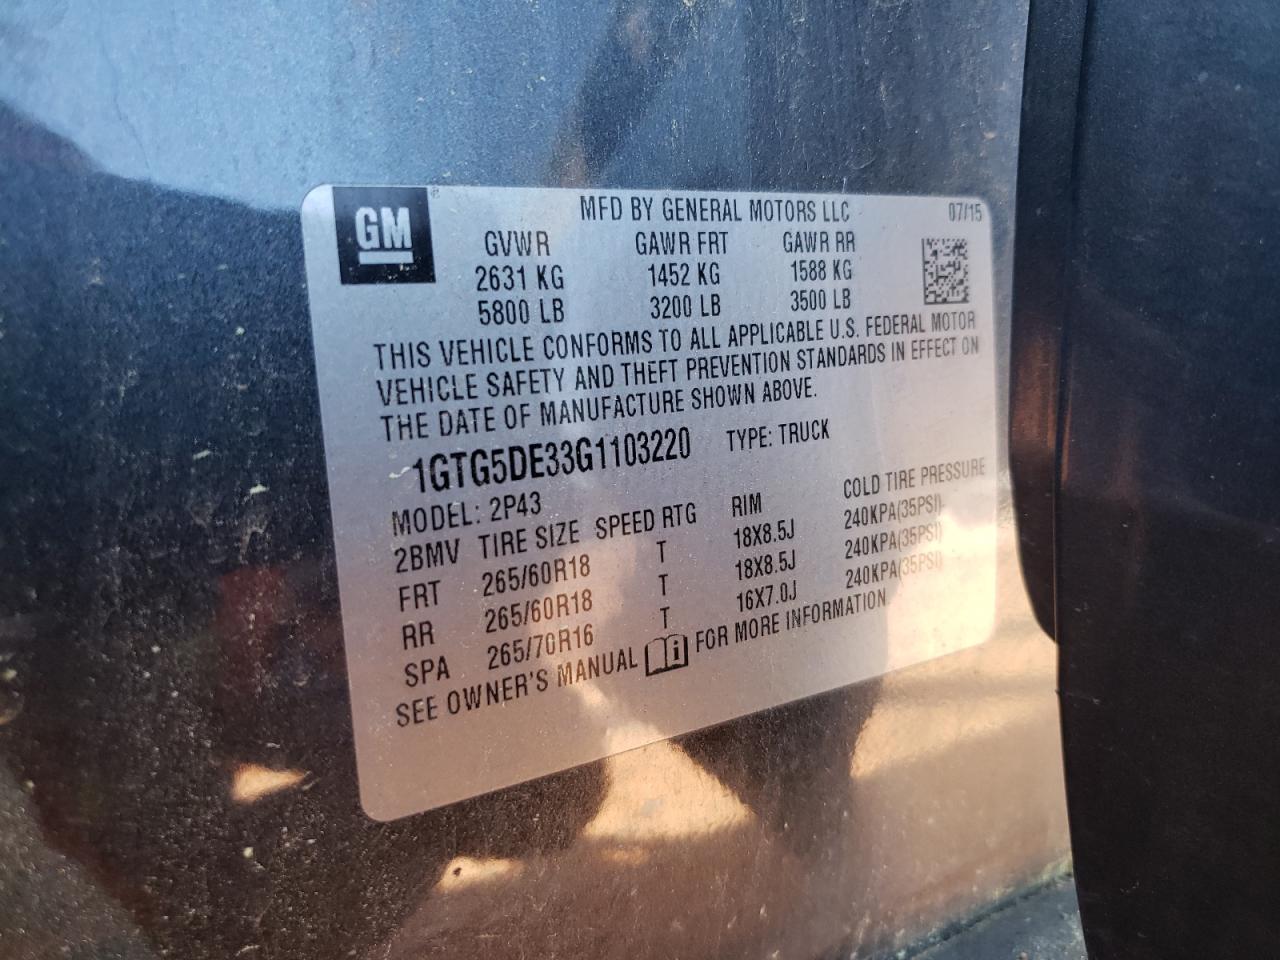 GM
MFD BY GENERAL MOTORS LLC 07/15
GVWR GAWR FRT GAWR RR
2631 KG 1452 KG 1588 KG
5800 LB 3200 LB 3500 LB
THIS VEHICLE CONFORMS TO ALL APPLICABLE U.S. FEDERAL MOTOR
VEHICLE SAFETY AND THEFT PREVENTION STANDARDS IN EFFECT ON
THE DATE OF MANUFACTURE SHOWN ABOVE.
1GTG5DE33G1103220 TYPE: TRUCK
MODEL: 2P43
2BMV TIRE SIZE SPEED RTG RIM COLD TIRE PRESSURE
FRT 265/60R18 T 18X8.5J 240KPA(35PSI)
RR 265/60R18 T 18X8.5J 240KPA(35PSI)
SPA 265/70R16 T 16X7.0J 240KPA(35PSI)
SEE OWNER'S MANUAL i FOR MORE INFORMATION